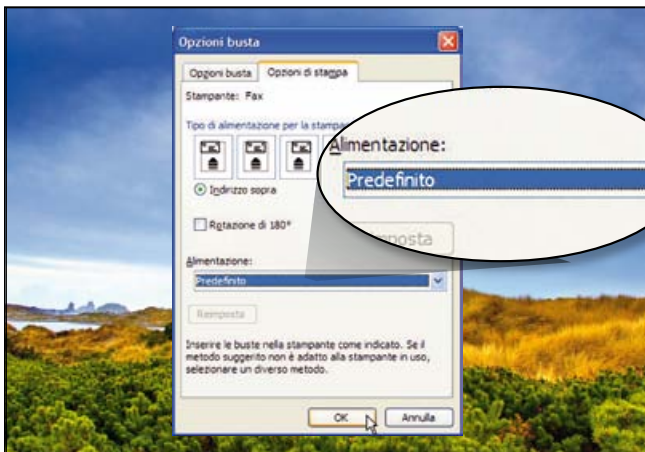 Opzioni busta
Opzioni busta Opzioni di stampa
Stampante: Fax
Tipo di alimentazione per la stampa
Alimentazione:
Predefinito
Indirizzo sopra
Rotazione di 180°
mposta
Alimentazione:
Predefinito
Reimposta
Inserire le buste nella stampante come indicato. Se il
metodo suggerito non è adatto alla stampante in uso,
selezionare un diverso metodo.
OK Annulla